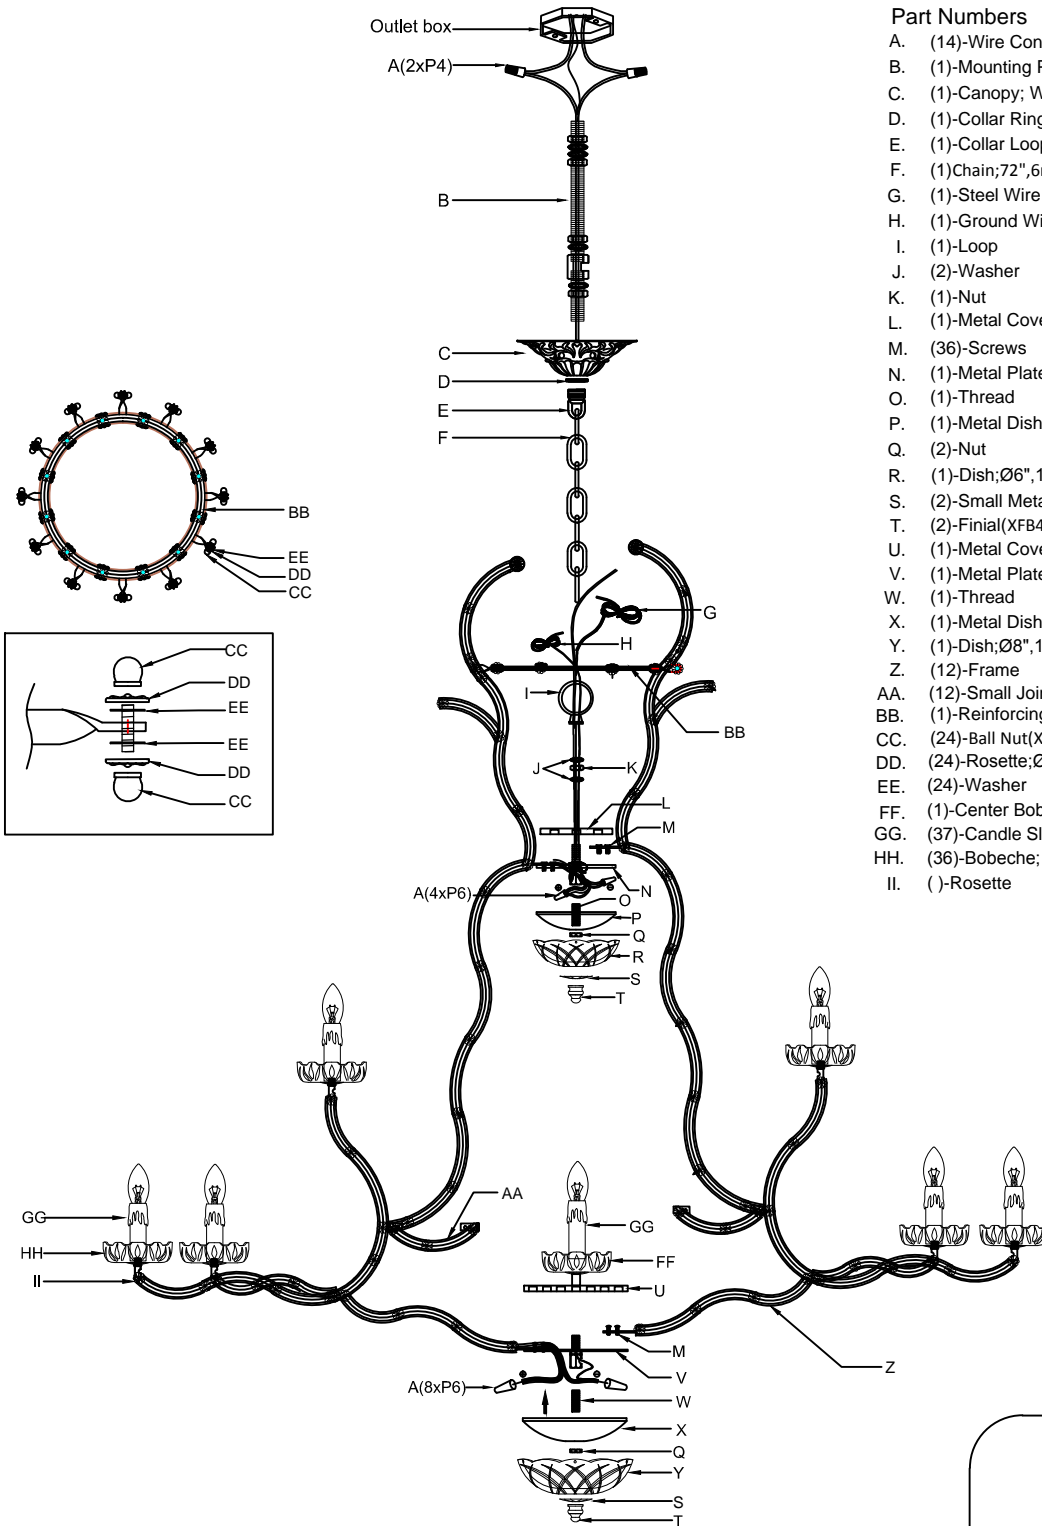 Part Numbers
A. (14)-Wire Con
B. (1)-Mounting
C. (1)-Canopy; W
D. (1)-Collar Ring
E. (1)-Collar Loop
F. (1)Chain;72",6
G. (1)-Steel Wire
H. (1)-Ground Wi
I. (1)-Loop
J. (2)-Washer
K. (1)-Nut
L. (1)-Metal Cove
M. (36)-Screws
N. (1)-Metal Plate
O. (1)-Thread
P. (1)-Metal Dish
Q. (2)-Nut
R. (1)-Dish;Ø6",1
S. (2)-Small Meta
T. (2)-Finial(XFB4
U. (1)-Metal Cove
V. (1)-Metal Plate
W. (1)-Thread
X. (1)-Metal Dish
Y. (1)-Dish;Ø8",1
Z. (12)-Frame
AA. (12)-Small Join
BB. (1)-Reinforcing
CC. (24)-Ball Nut(X
DD. (24)-Rosette;Ø
EE. (24)-Washer
FF. (1)-Center Bob
GG. (37)-Candle Sl
HH. (36)-Bobeche;
II. ( )-Rosette
Outlet box
A(2xP4)
B
C
D
E
F
BB
EE
DD
CC
CC
DD
EE
EE
DD
CC
G
H
I
BB
J
K
L
M
A(4xP6)
N
O
P
Q
R
S
T
AA
GG
HH
II
GG
FF
U
M
V
Z
A(8xP6)
W
X
Q
Y
S
T